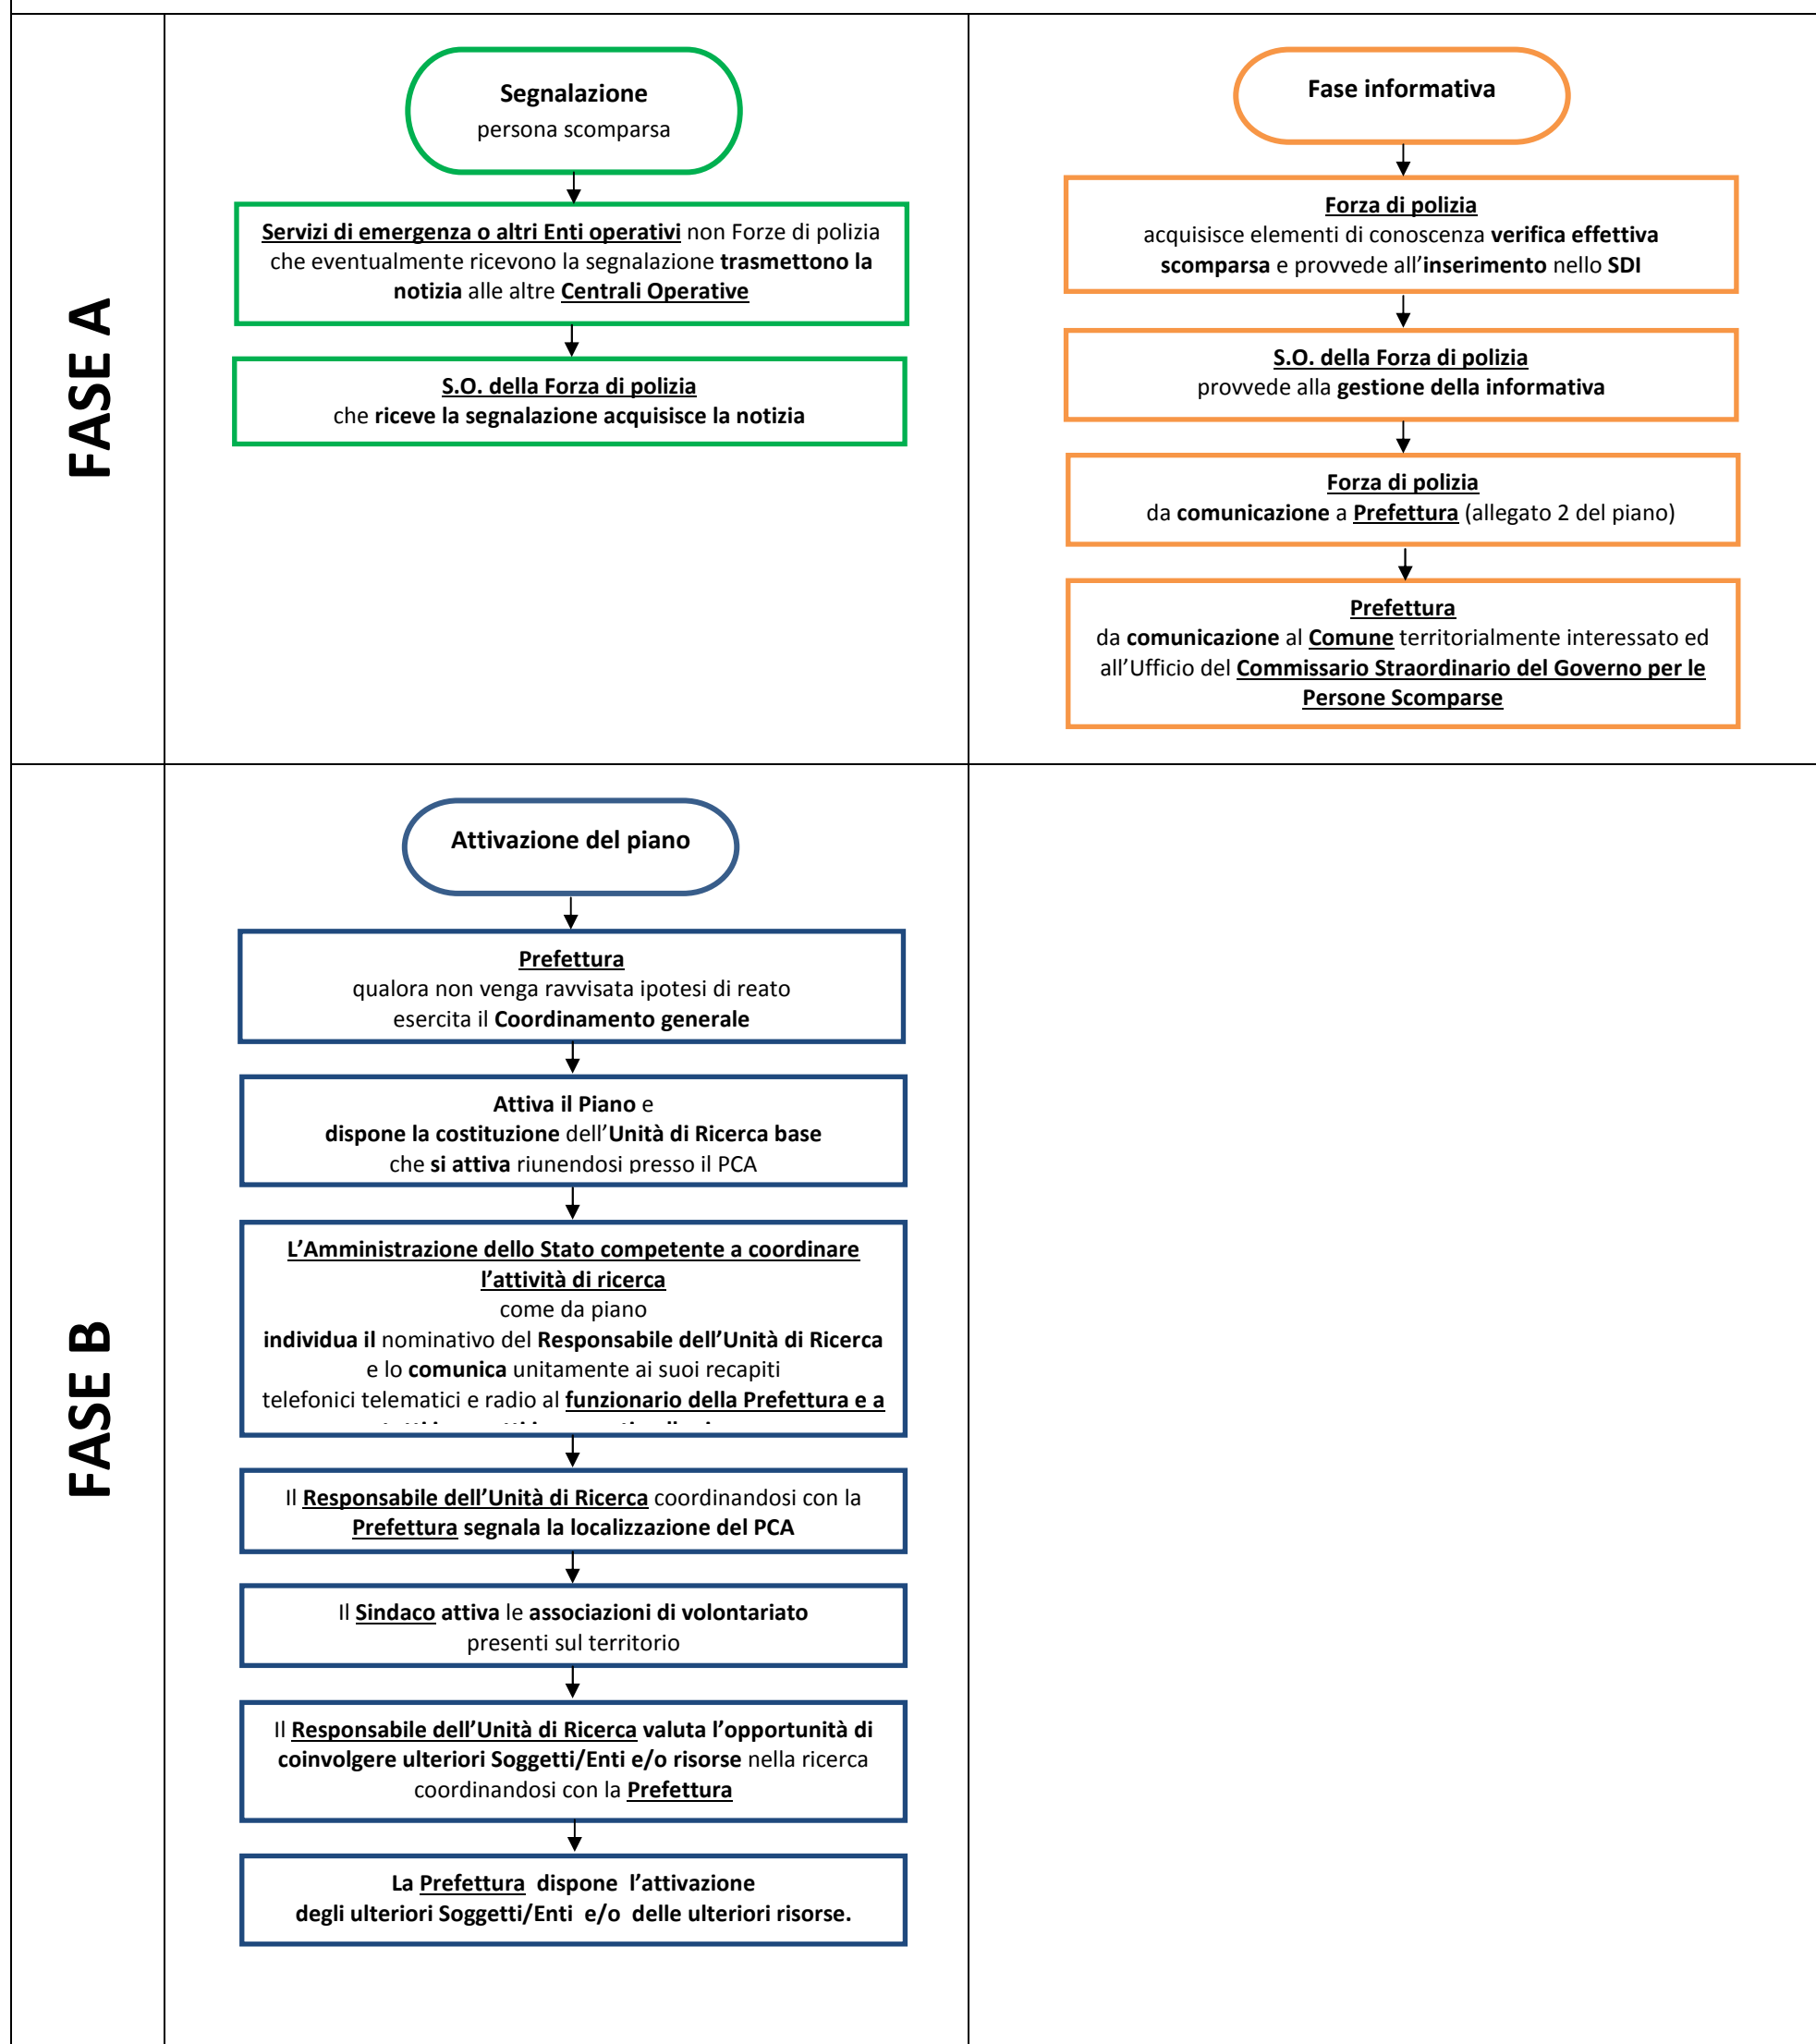 FASE A
Segnalazione
persona scomparsa
Servizi di emergenza o altri Enti operativi non Forze di polizia
che eventualmente ricevono la segnalazione trasmettono la
notizia alle altre Centrali Operative
S.O. della Forza di polizia
che riceve la segnalazione acquisisce la notizia
Fase informativa
Forza di polizia
acquisisce elementi di conoscenza verifica effettiva
scomparsa e provvede all’inserimento nello SDI
S.O. della Forza di polizia
provvede alla gestione della informativa
Forza di polizia
da comunicazione a Prefettura (allegato 2 del piano)
Prefettura
da comunicazione al Comune territorialmente interessato ed
all’Ufficio del Commissario Straordinario del Governo per le
Persone Scomparse
FASE B
Attivazione del piano
Prefettura
qualora non venga ravvisata ipotesi di reato
esercita il Coordinamento generale
Attiva il Piano e
dispone la costituzione dell’Unità di Ricerca base
che si attiva riunendosi presso il PCA
L’Amministrazione dello Stato competente a coordinare
l’attività di ricerca
come da piano
individua il nominativo del Responsabile dell’Unità di Ricerca
e lo comunica unitamente ai suoi recapiti
telefonici telematici e radio al funzionario della Prefettura e a
Il Responsabile dell’Unità di Ricerca coordinandosi con la
Prefettura segnala la localizzazione del PCA
Il Sindaco attiva le associazioni di volontariato
presenti sul territorio
Il Responsabile dell’Unità di Ricerca valuta l’opportunità di
coinvolgere ulteriori Soggetti/Enti e/o risorse nella ricerca
coordinandosi con la Prefettura
La Prefettura dispone l’attivazione
degli ulteriori Soggetti/Enti e/o delle ulteriori risorse.